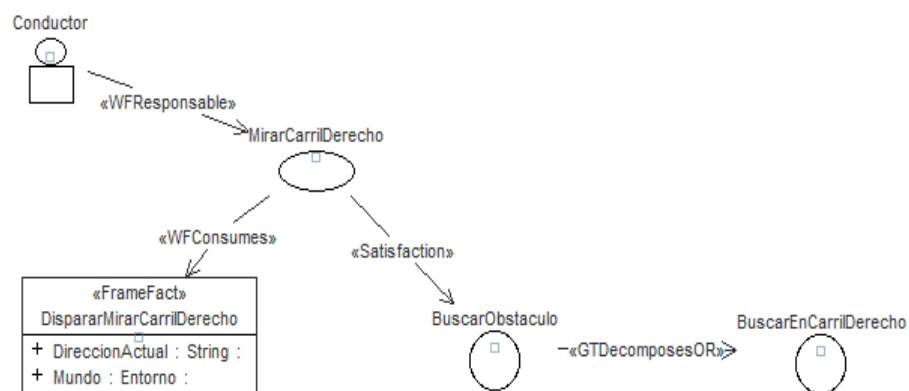 Conductor
«WFResponsable»
MirarCarrilDerecho
«WFConsumes»
«Satisfaction»
«FrameFact»
DispararMirarCarrilDerecho
+ DireccionActual : String :
+ Mundo : Entorno :
BuscarObstaculo
«GTDecomposesOR»
BuscarEnCarrilDerecho